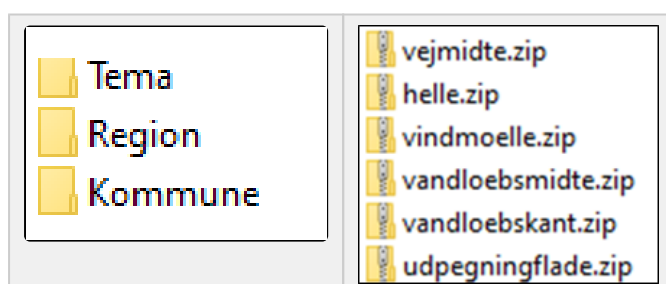 Tema
Region
Kommune
vejmidte.zip
helle.zip
vindmoelle.zip
vandloebsmidte.zip
vandloebskant.zip
udpegningflade.zip